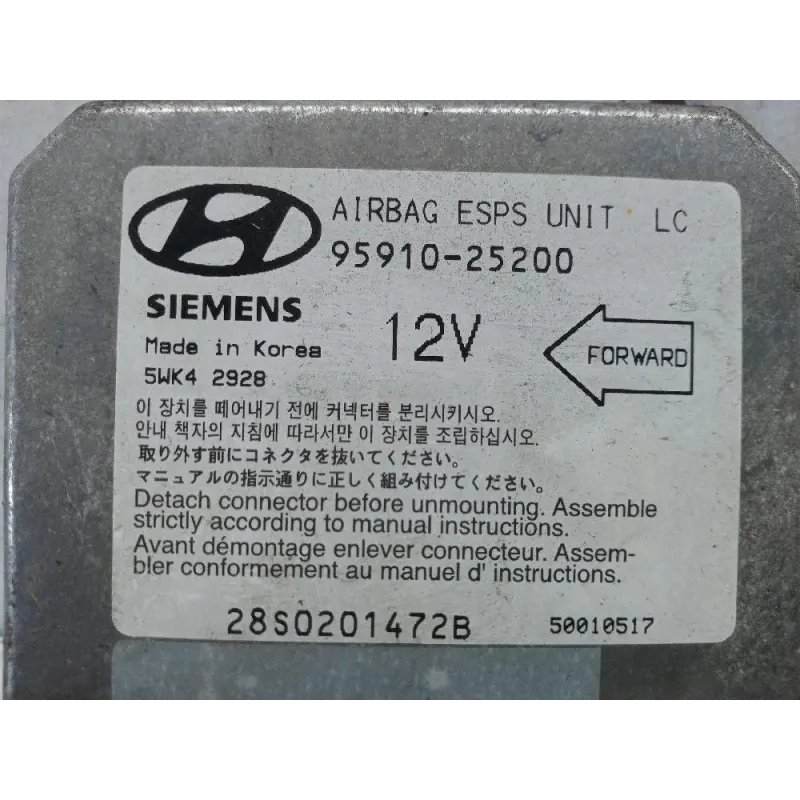 AIRBAG ESPS UNIT LC
95910-25200
SIEMENS
12V
Made in Korea
FORWARD
5WK4 2928
이 장치를 떼어내기 전에 커넥터를 분리시키시오.
안내 책자의 지침에 따라서만 이 장치를 조립하십시오.
取り外す前にコネクタを抜いてください。
マニュアルの指示通りに正しく組み付けてください。
Detach connector before unmounting. Assemble
strictly according to manual instructions.
Avant démontage enlever connecteur. Assem-
bler conformement au manuel d' instructions.
28S0201472B 50010517